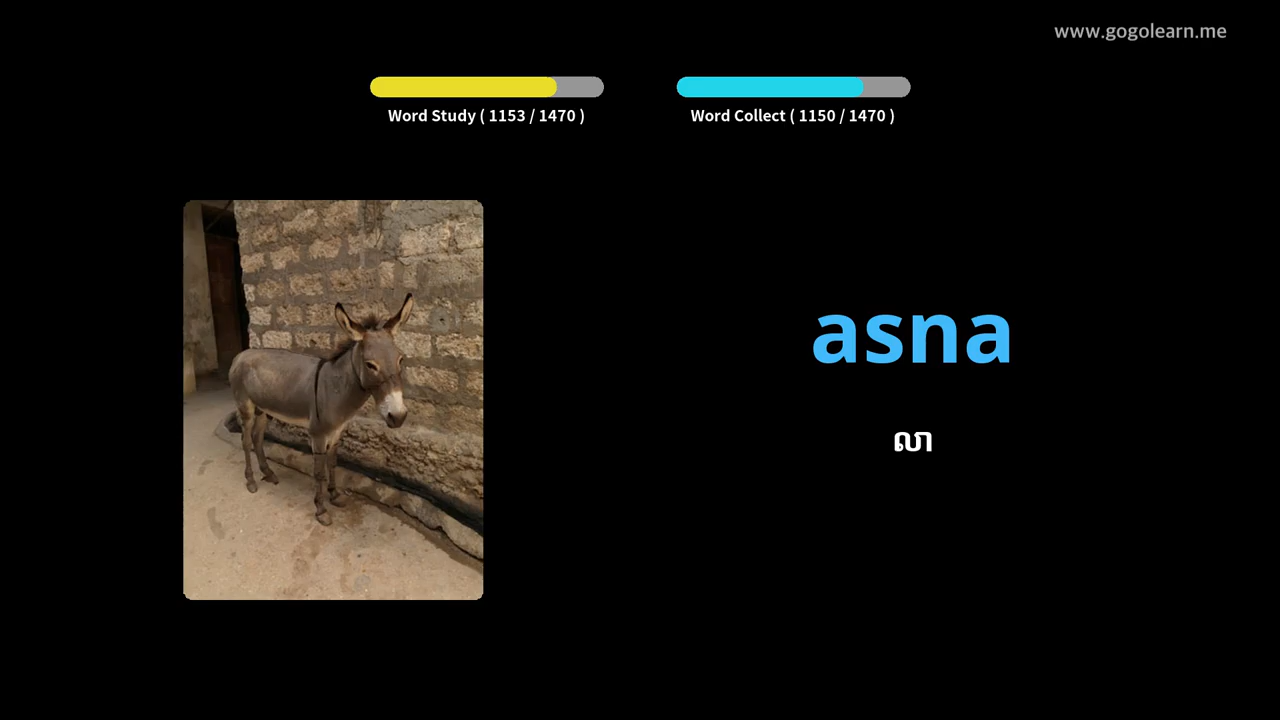 www.gogolearn.me
Word Study ( 1153 / 1470 )
Word Collect ( 1150 / 1470 )
asna
លា